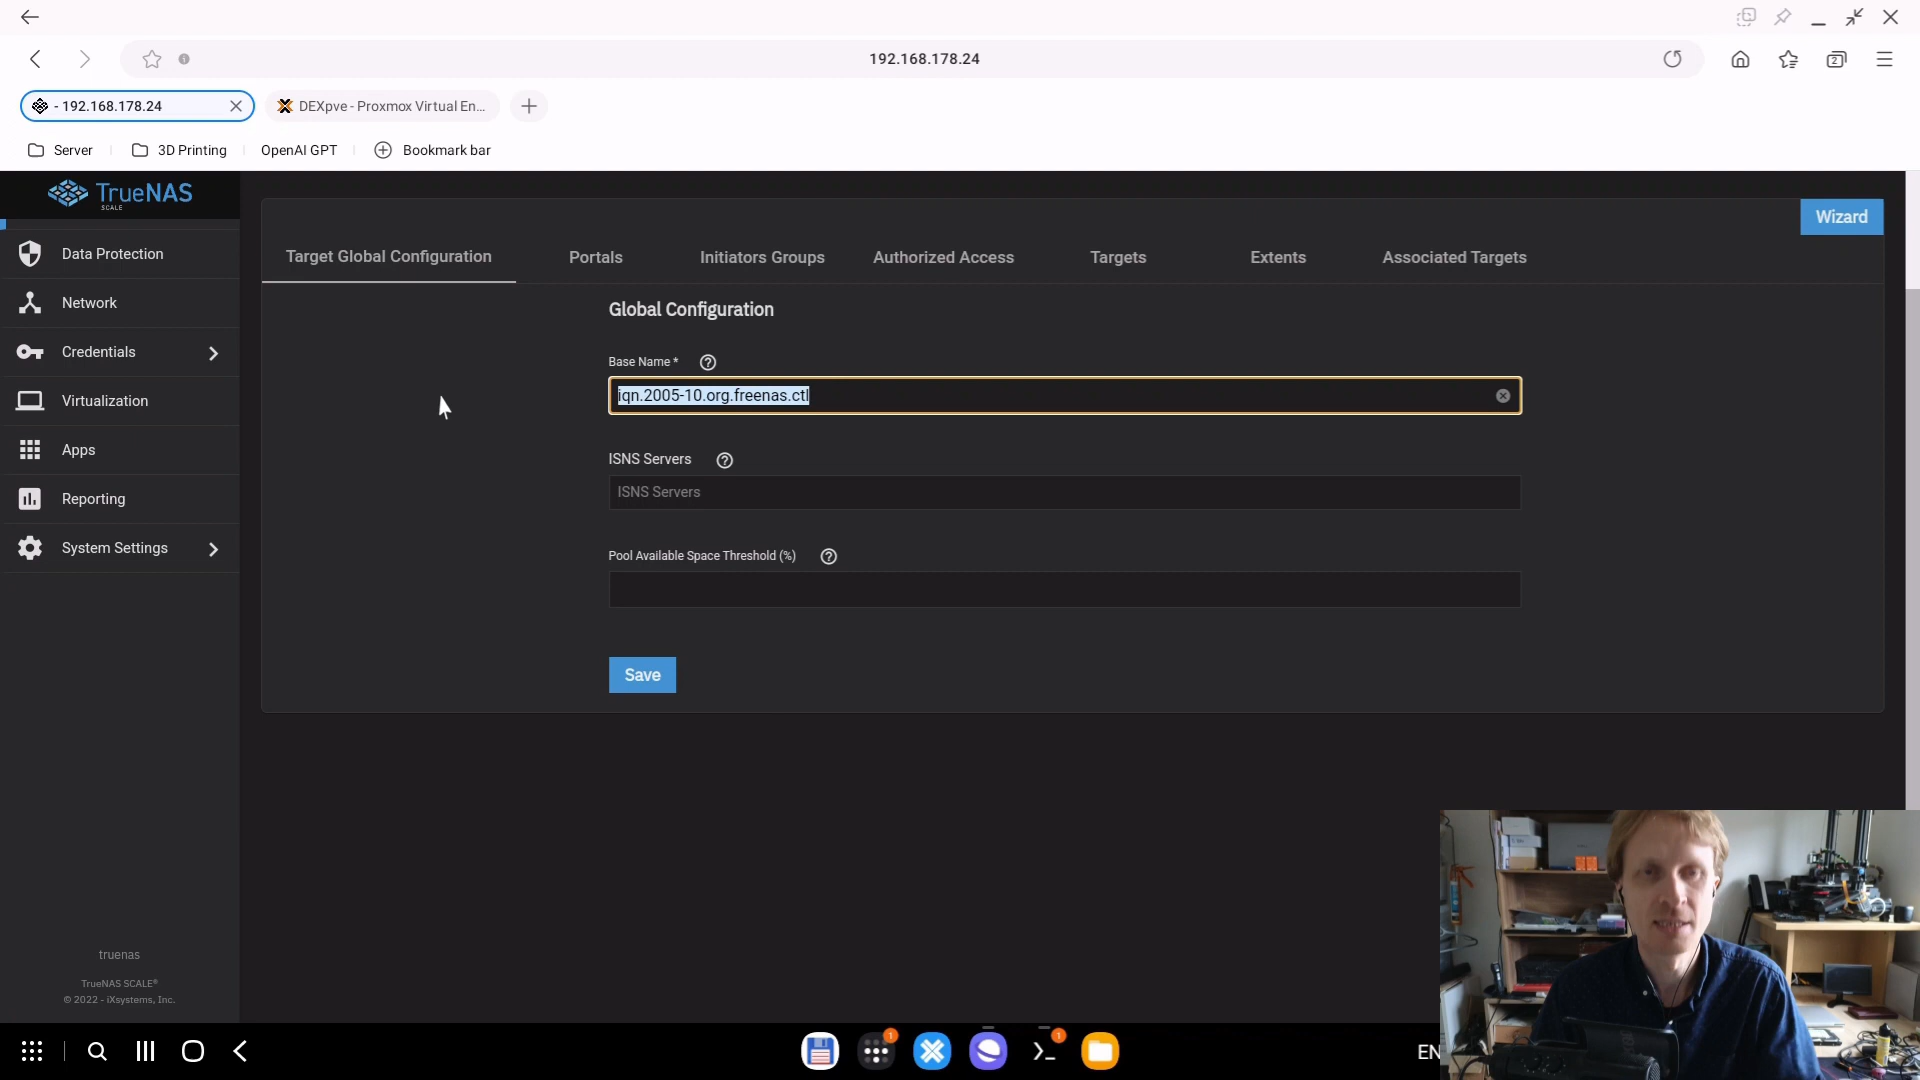 192.168.178.24
- 192.168.178.24
DEXpve - Proxmox Virtual En...
2
Server
3D Printing
OpenAI GPT
Bookmark bar
TrueNAS
SCALE
Wizard
Target Global Configuration
Portals
Initiators Groups
Authorized Access
Targets
Extents
Associated Targets
Data Protection
Network
Credentials
Virtualization
Apps
Reporting
System Settings
Global Configuration
Base Name *
iqn.2005-10.org.freenas.ctl
ISNS Servers
ISNS Servers
Pool Available Space Threshold (%)
Save
truenas
TrueNAS SCALE®
© 2022 - iXsystems, Inc.
1
1
EN